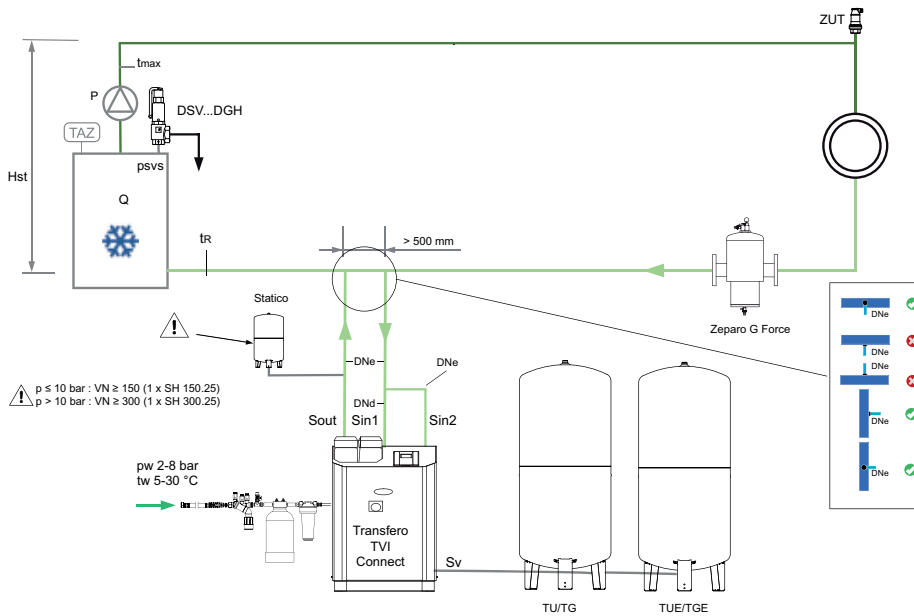 ZUT
tmax
P
DSV...DGH
TAZ
psvs
Hst
Q
tR
> 500 mm
Statico
Zeparo G Force
DNe
DNe
DNe
DNe
DNe
DNe
DNe
DNd
p ≤ 10 bar : VN ≥ 150 (1 x SH 150.25)
p > 10 bar : VN ≥ 300 (1 x SH 300.25)
Sout
Sin1
Sin2
pw 2-8 bar
tw 5-30 °C
Transfero
TVI
Connect
Sv
TU/TG
TUE/TGE